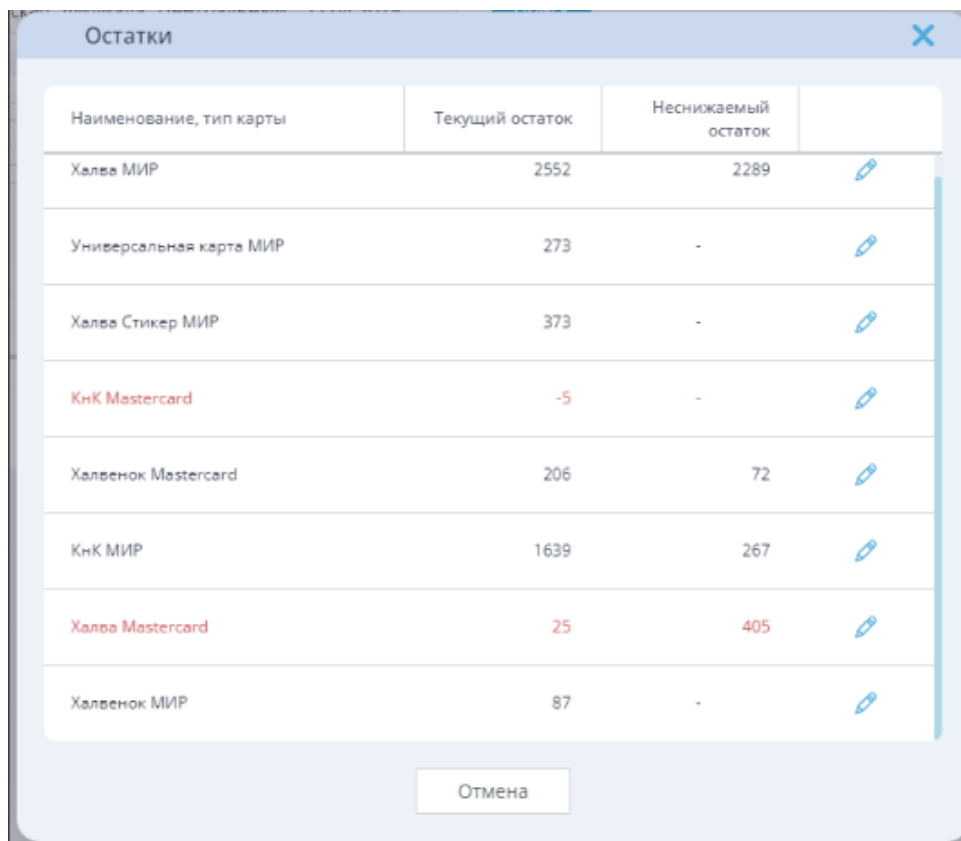 Остатки
Наименование, тип карты Текущий остаток Неснижаемый остаток
Халва МИР 2552 2289
Универсальная карта МИР 273 -
Халва Стикер МИР 373 -
КнК Mastercard -5 -
Халвенок Mastercard 206 72
КнК МИР 1639 267
Халва Mastercard 25 405
Халвенок МИР 87 -
Отмена